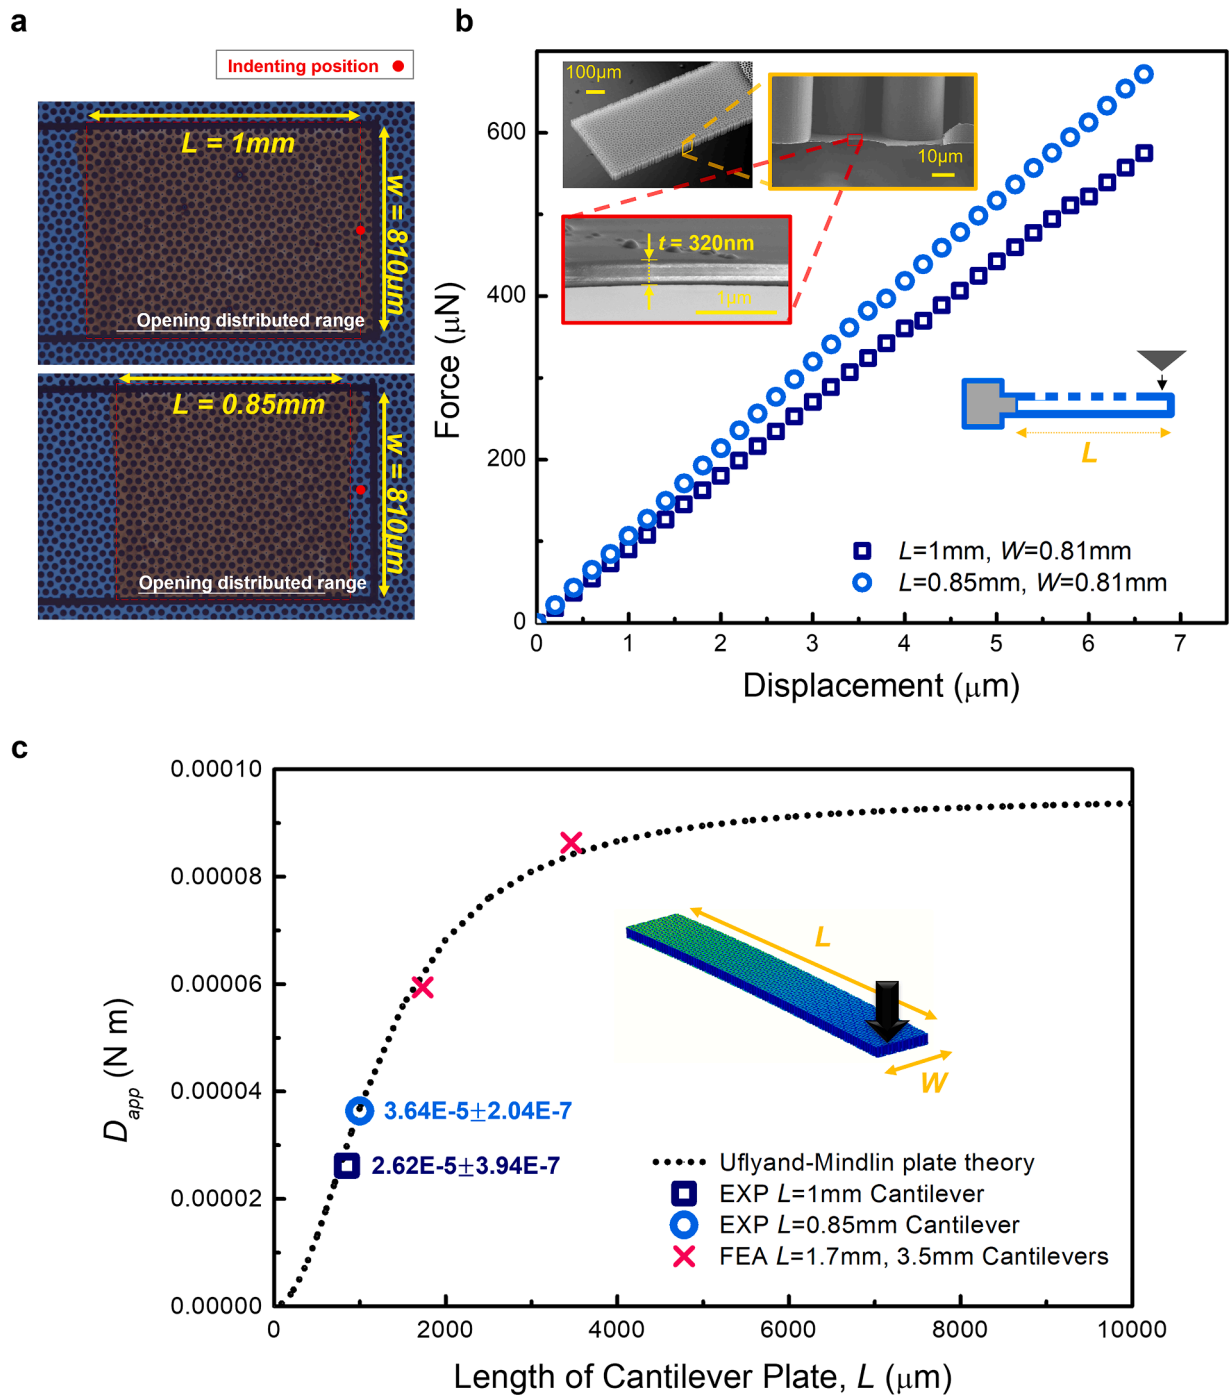 a
Indenting position
L = 1mm
w = 810µm
Opening distributed range
L = 0.85mm
w = 810µm
Opening distributed range
b
100µm
10µm
t = 320nm
1µm
Force (µN)
600
400
200
0
L
L=1mm, W=0.81mm
L=0.85mm, W=0.81mm
0 1 2 3 4 5 6 7
Displacement (µm)
c
D_app (N m)
0.00010
0.00008
0.00006
0.00004
0.00002
0.00000
L
W
3.64E-5±2.04E-7
2.62E-5±3.94E-7
Uflyand-Mindlin plate theory
EXP L=1mm Cantilever
EXP L=0.85mm Cantilever
FEA L=1.7mm, 3.5mm Cantilevers
0 2000 4000 6000 8000 10000
Length of Cantilever Plate, L (µm)